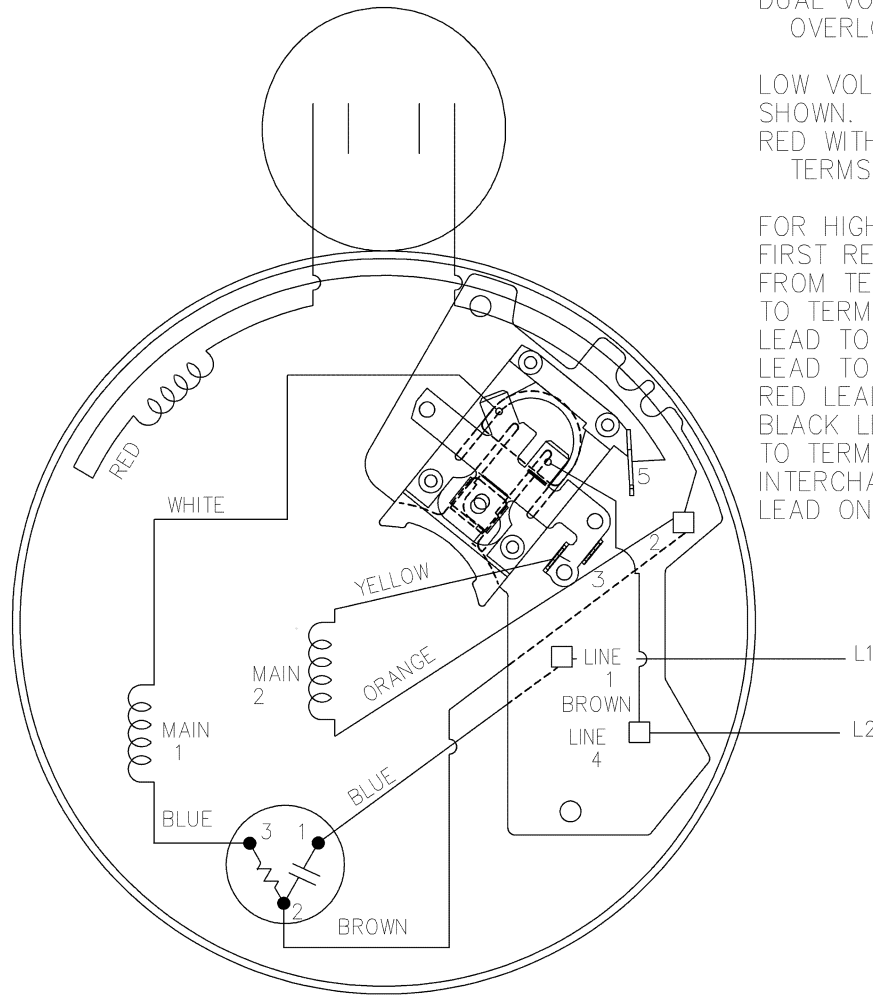 DUAL VO
OVERLO
LOW VOL
SHOWN.
RED WITH
TERMS
FOR HIGH
FIRST RE
FROM TE
TO TERM
LEAD TO
LEAD TO
RED LEA
BLACK LE
TO TERM
INTERCHA
LEAD ON
RED
WHITE
5
2
YELLOW
3
ORANGE
MAIN
2
LINE
1
L1
BROWN
MAIN
1
LINE
4
L2
BLUE
BLUE
3
1
2
BROWN